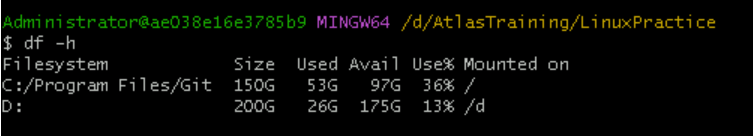 Administrator@ae038e16e3785b9 MINGW64 /d/AtlasTraining/LinuxPractice
$ df -h
Filesystem            Size  Used Avail Use% Mounted on
C:/Program Files/Git  150G   53G   97G  36% /
D:                    200G   26G  175G  13% /d